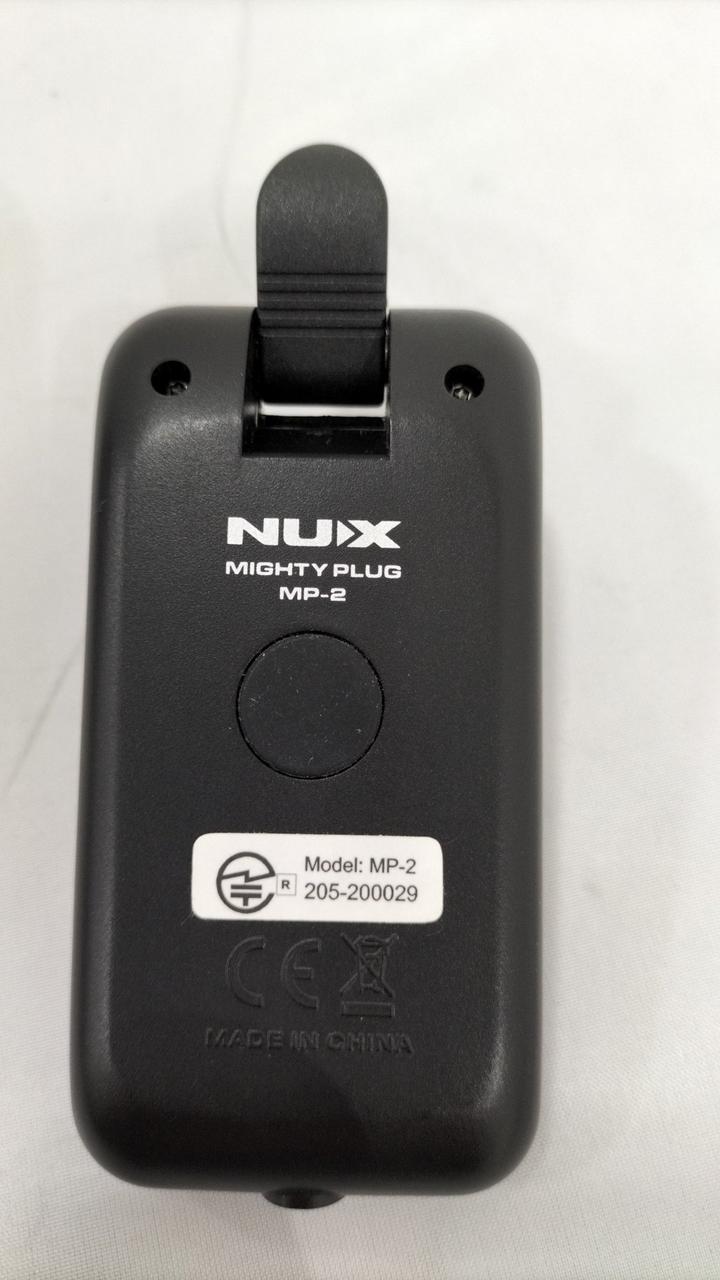 NUX
MIGHTY PLUG
MP-2
R
Model: MP-2
205-200029
CE
MADE IN CHINA